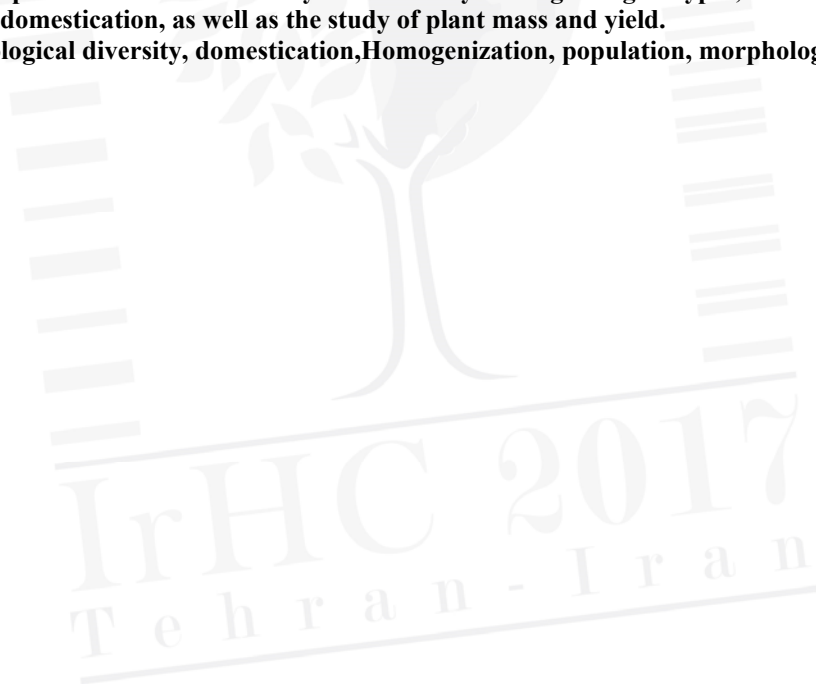 domestication, as well as the study of plant mass and yield.
logical diversity, domestication,Homogenization, population, morpholog
IrHC 2017
Tehran - Iran